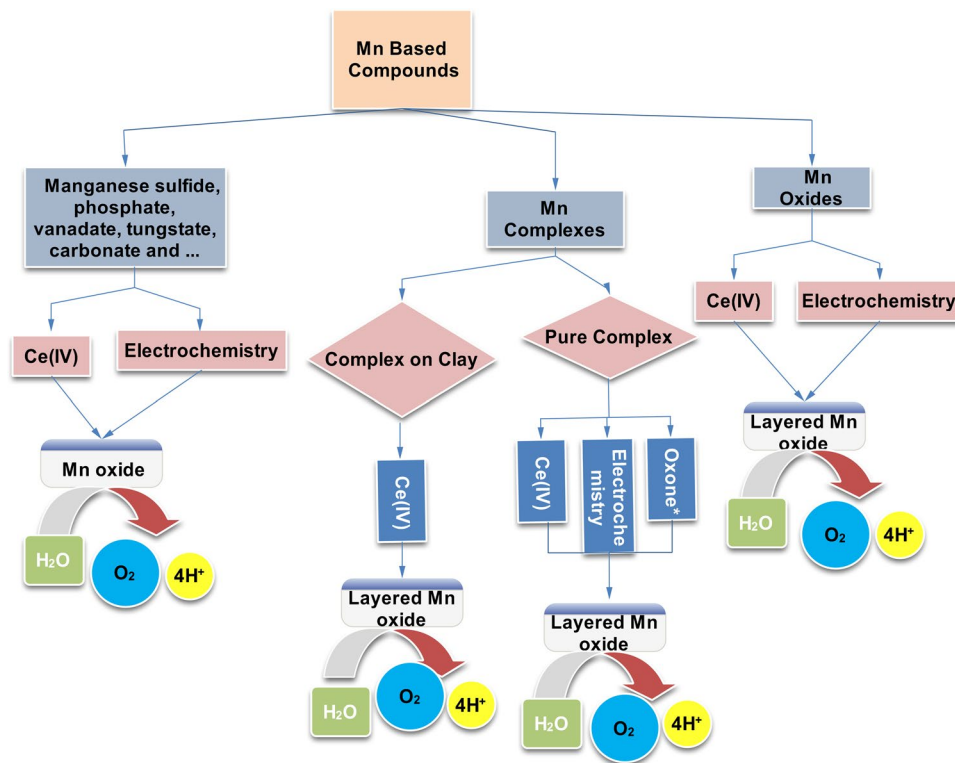 Mn Based
Compounds
Manganese sulfide,
phosphate,
vanadate, tungstate,
carbonate and ...
Mn
Complexes
Mn
Oxides
Ce(IV)
Electrochemistry
Complex on Clay
Pure Complex
Ce(IV)
Electrochemistry
Mn oxide
H₂O
O₂
4H⁺
Ce(IV)
Layered Mn
oxide
H₂O
O₂
4H⁺
Ce(IV)
Electroche
mistry
Oxone*
Layered Mn
oxide
H₂O
O₂
4H⁺
Layered Mn
oxide
H₂O
O₂
4H⁺